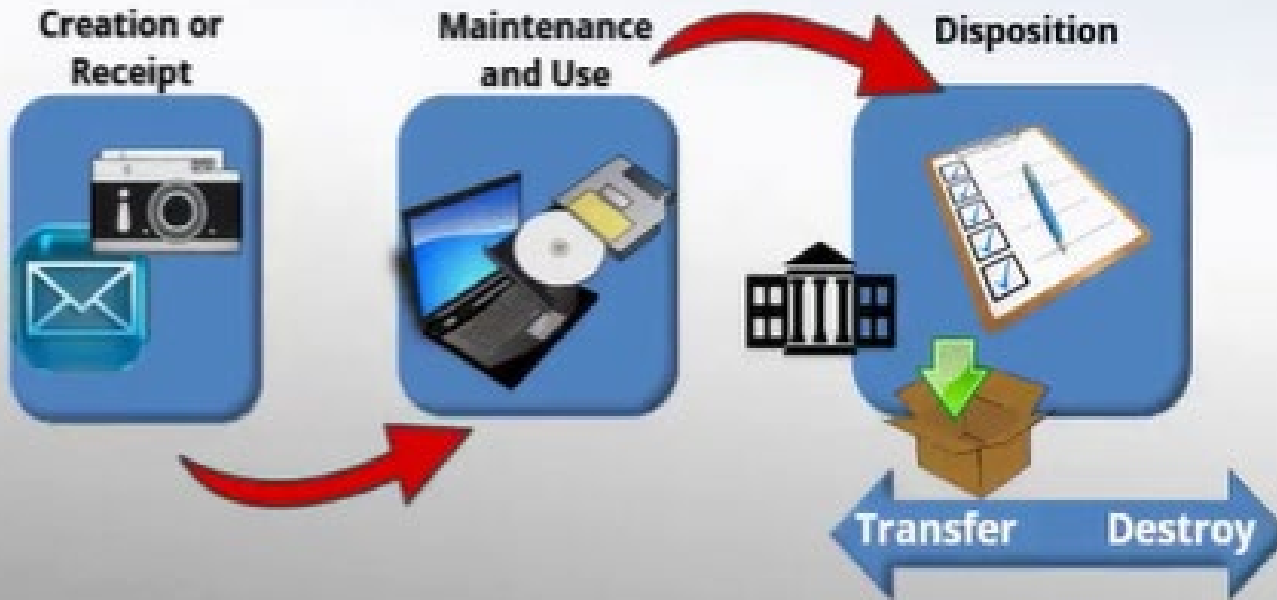 Creation or
Receipt
Maintenance
and Use
Disposition
Transfer Destroy